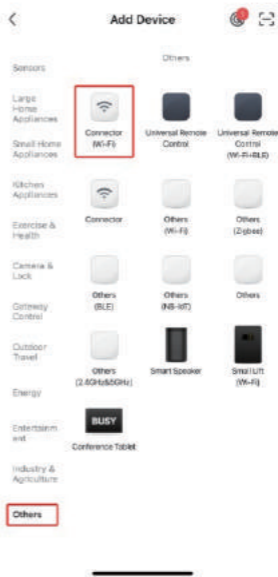 Add Device
Others
Sensors
Large
Home
Appliances
Small Home
Appliances
Kitchen
Appliances
Exercise &
Health
Camera &
Lock
Gateway
Control
Outdoor
Travel
Energy
Entertainm
ent
Industry &
Agriculture
Others
Connector
(Wi-Fi)
Universal Remote
Control
Universal Remote
Control
(Wi-Fi+BLE)
Connector
Others
(Wi-Fi)
Others
(Zigbee)
Others
(BLE)
Others
(NB-IoT)
Others
Others
(2.4GHz&5GHz)
Smart Speaker
Small Lift
(Wi-Fi)
BUSY
Conference Tablet